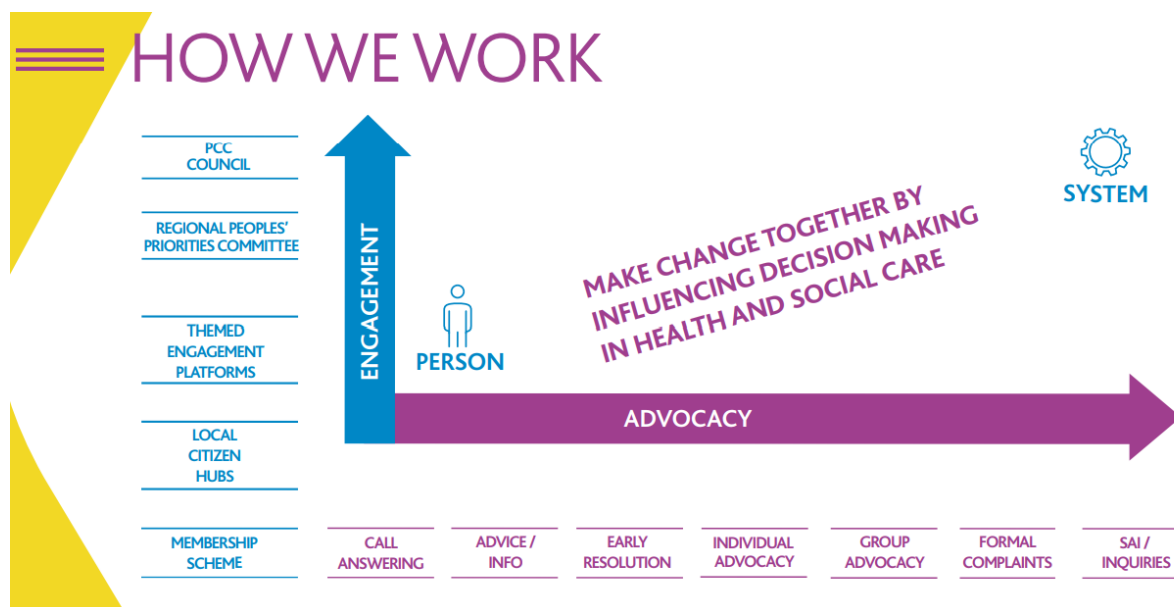 HOW WE WORK
PCC
COUNCIL
REGIONAL PEOPLES'
PRIORITIES COMMITTEE
THEMED
ENGAGEMENT
PLATFORMS
LOCAL
CITIZEN
HUBS
MEMBERSHIP
SCHEME
ENGAGEMENT
PERSON
MAKE CHANGE TOGETHER BY
INFLUENCING DECISION MAKING
IN HEALTH AND SOCIAL CARE
SYSTEM
ADVOCACY
CALL
ANSWERING
ADVICE /
INFO
EARLY
RESOLUTION
INDIVIDUAL
ADVOCACY
GROUP
ADVOCACY
FORMAL
COMPLAINTS
SAI /
INQUIRIES